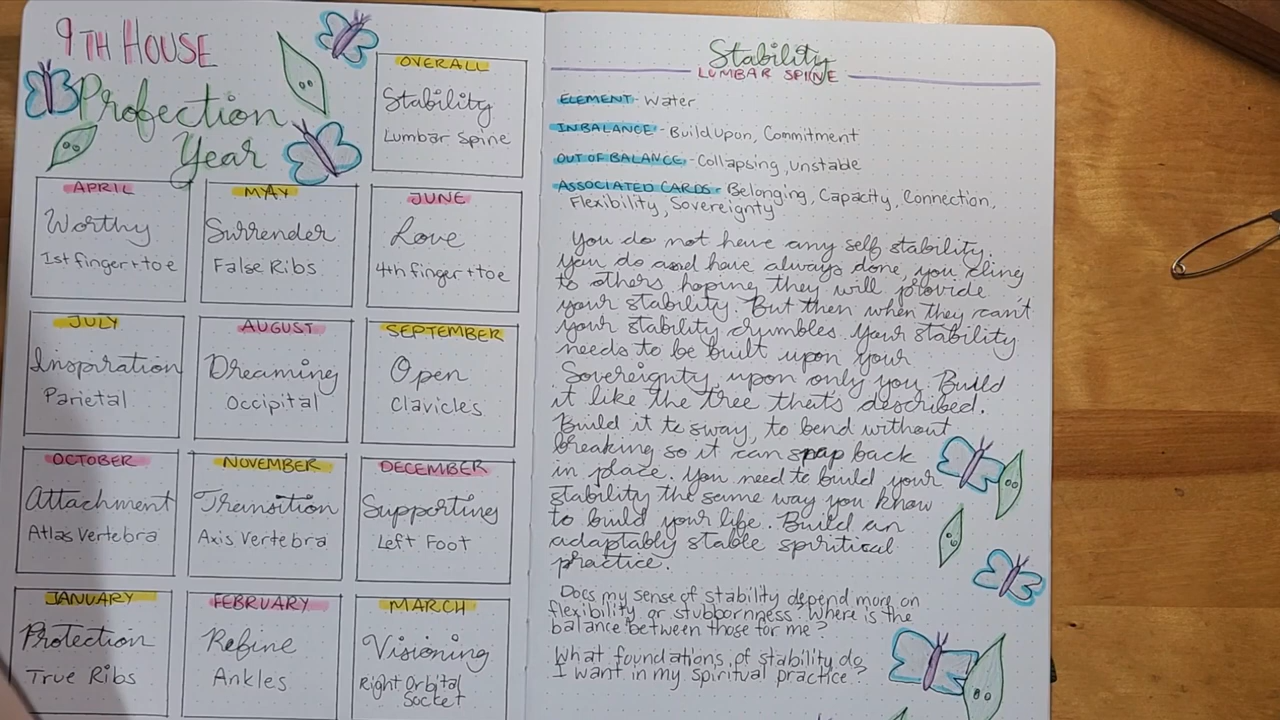 9TH HOUSE
Profection
Year
OVERALL
Stability
Lumbar Spine
APRIL
Worthy
1st finger + toe
MAY
Surrender
False Ribs
JUNE
Love
4th finger + toe
JULY
Inspiration
Parietal
AUGUST
Dreaming
Occipital
SEPTEMBER
Open
Clavicles
OCTOBER
Attachment
Atlas Vertebra
NOVEMBER
Transition
Axis Vertebra
DECEMBER
Supporting
Left Foot
JANUARY
Protection
True Ribs
FEBRUARY
Refine
Ankles
MARCH
Visioning
Right Orbital
Socket
Stability
LUMBAR SPINE
ELEMENT - Water
IN BALANCE - Build Upon, Commitment
OUT OF BALANCE - Collapsing, unstable
ASSOCIATED CARDS - Belonging, Capacity, Connection,
Flexibility, Sovereignty
You do not have any self stability.
You do and have always done, you cling
to others hoping they will provide
your stability. But then when they can't
your stability crumbles. Your stability
needs to be built upon your
Sovereignty, upon only you. Build
it like the tree that's described.
Build it to sway, to bend without
breaking so it can snap back
in place. You need to build your
stability the same way you know
to build your life. Build an
adaptably stable spiritical
practice.
Does my sense of stability depend more on
flexibility or stubbornness? Where is the
balance between those for me?
What foundations of stability do
I want in my spiritual practice?